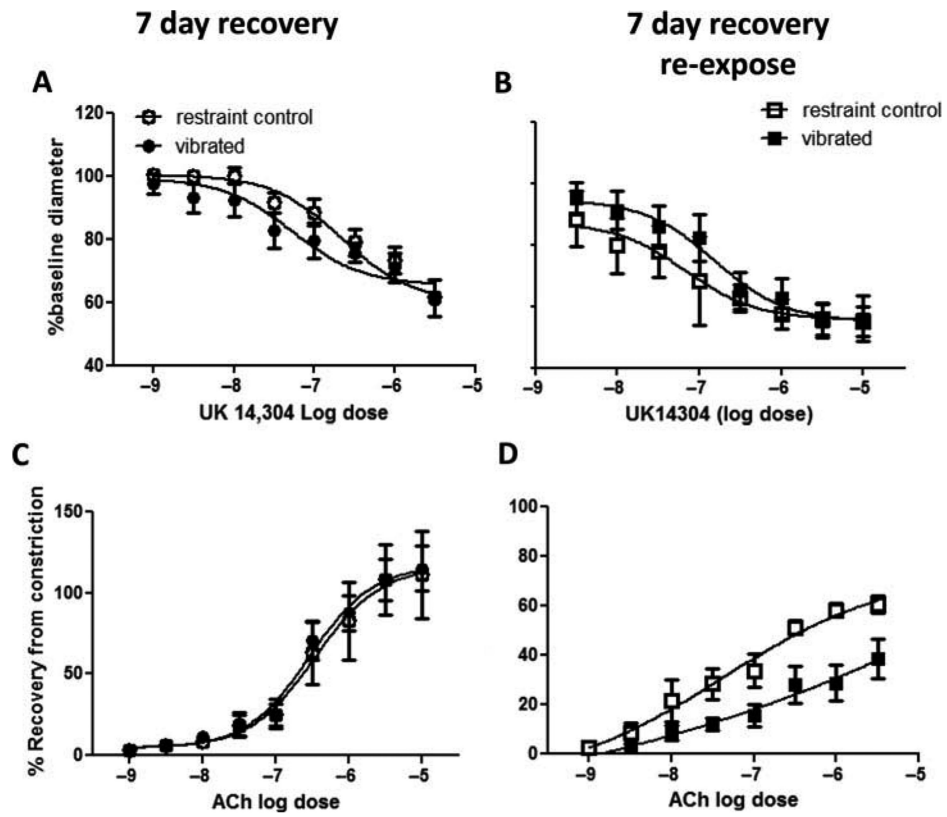 7 day recovery
7 day recovery
re-expose
A
restraint control
vibrated
120
100
80
60
40
%baseline diameter
–9
–8
–7
–6
–5
UK 14,304 Log dose
B
restraint control
vibrated
–9
–8
–7
–6
–5
UK14304 (log dose)
C
150
100
50
0
% Recovery from constriction
–9
–8
–7
–6
–5
ACh log dose
D
100
80
60
40
20
0
–9
–8
–7
–6
–5
ACh log dose